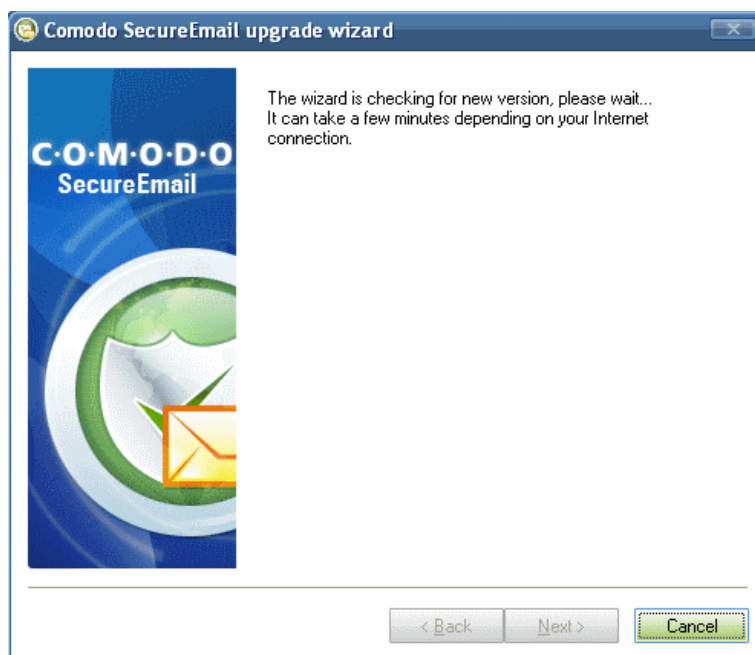 Comodo SecureEmail upgrade wizard
C·O·M·O·D·O
SecureEmail
The wizard is checking for new version, please wait...
It can take a few minutes depending on your Internet
connection.
< Back
Next >
Cancel